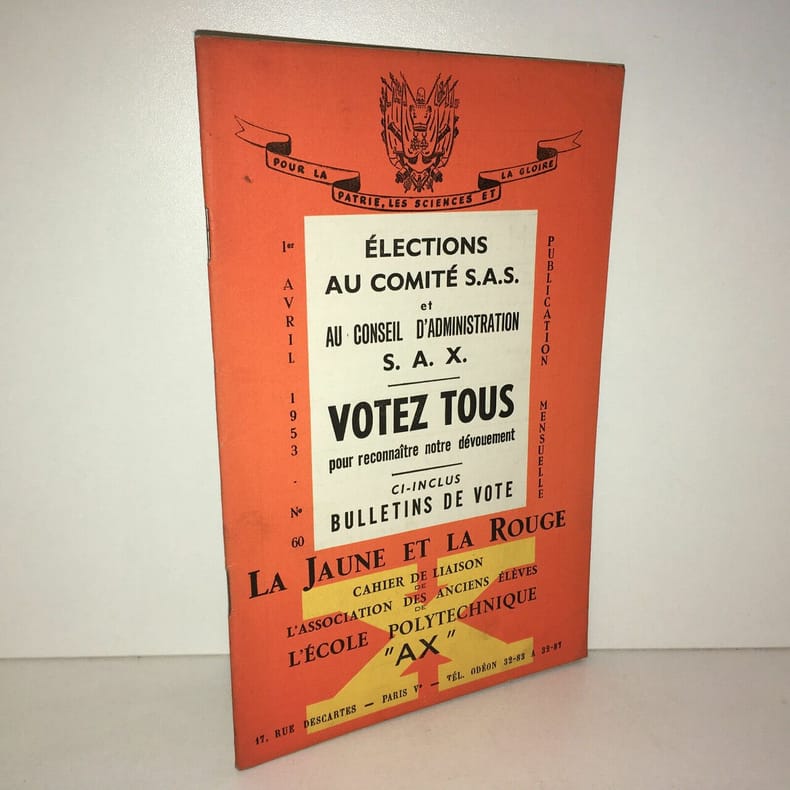 POUR LA
PATRIE, LES SCIENCES ET
LA GLOIRE
1er AVRIL 1953 - No 60
ÉLECTIONS
AU COMITÉ S.A.S.
et
AU CONSEIL D'ADMINISTRATION
S. A. X.
VOTEZ TOUS
pour reconnaître notre dévouement
CI-INCLUS
BULLETINS DE VOTE
PUBLICATION MENSUELLE
LA JAUNE ET LA ROUGE
CAHIER DE LIAISON
DE
L'ASSOCIATION DES ANCIENS ÉLÈVES
DE
L'ÉCOLE POLYTECHNIQUE
"AX"
17, RUE DESCARTES — PARIS Ve — TÉL. ODÉON 32-83 A 32-87